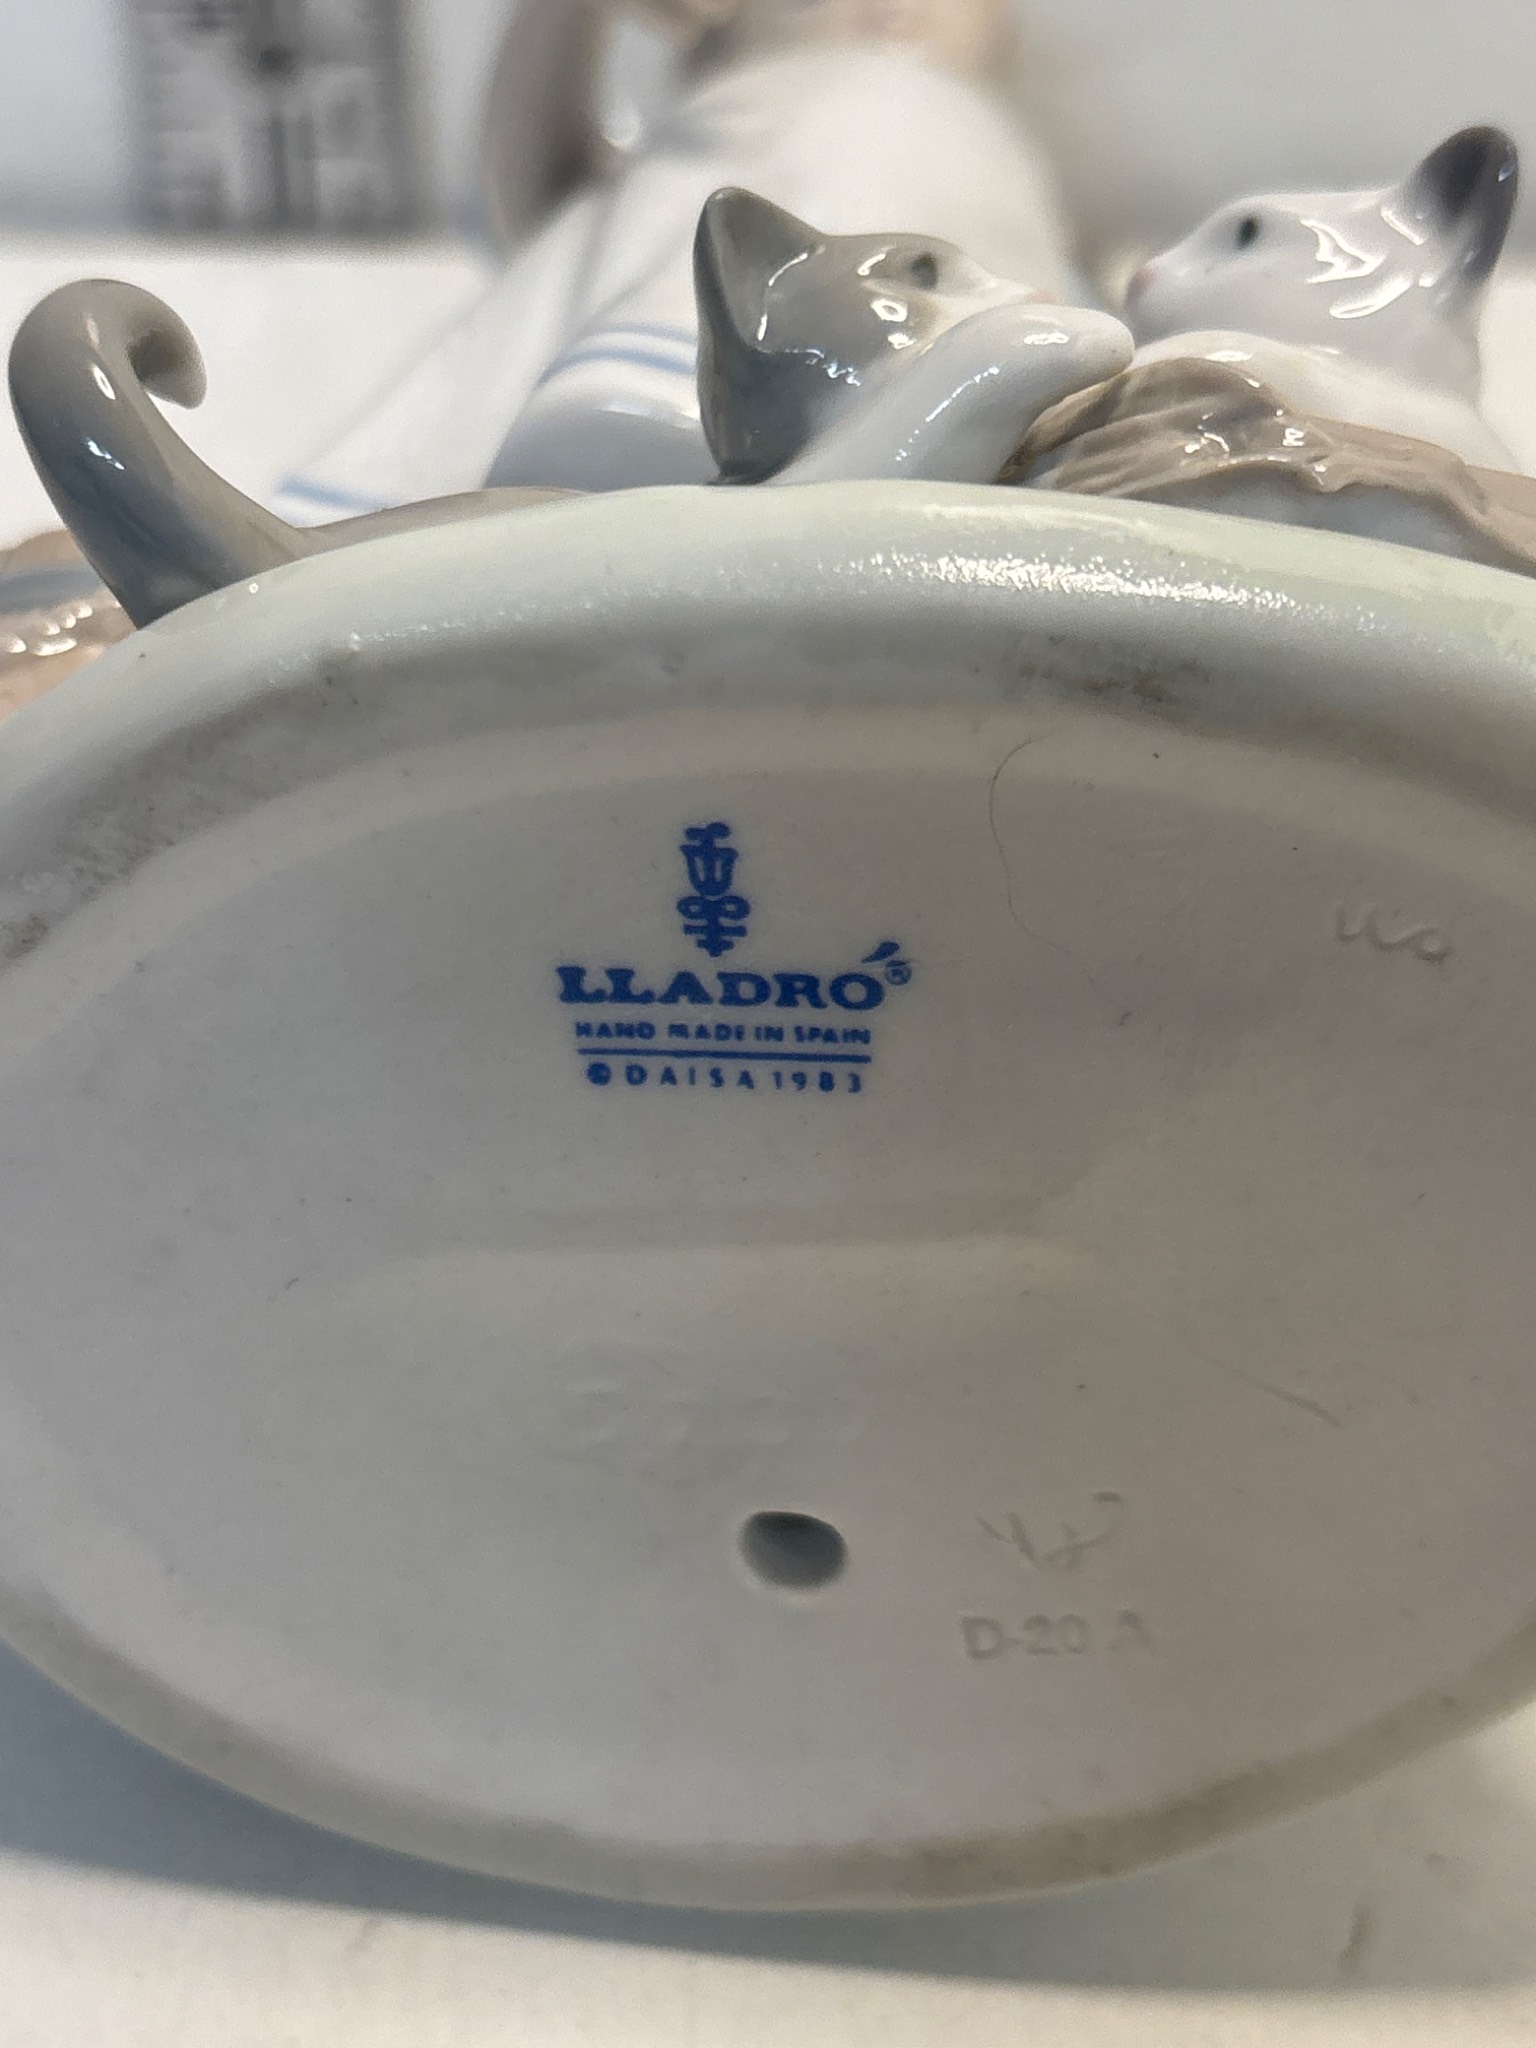 LLADRÓ®
HAND MADE IN SPAIN
© DAISA 1983
D-20 A